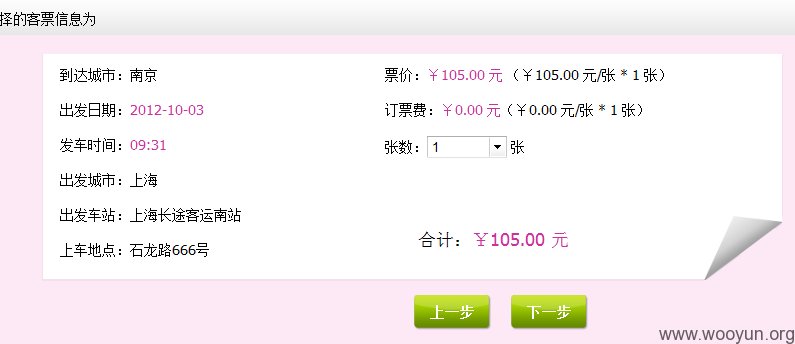 择的客票信息为
到达城市：南京
出发日期：2012-10-03
发车时间：09:31
出发城市：上海
出发车站：上海长途客运南站
上车地点：石龙路666号
票价：￥105.00 元 （￥105.00 元/张 * 1 张）
订票费：￥0.00 元（￥0.00 元/张 * 1 张）
张数：1 张
合计：￥105.00 元
上一步 下一步
www.wooyun.org